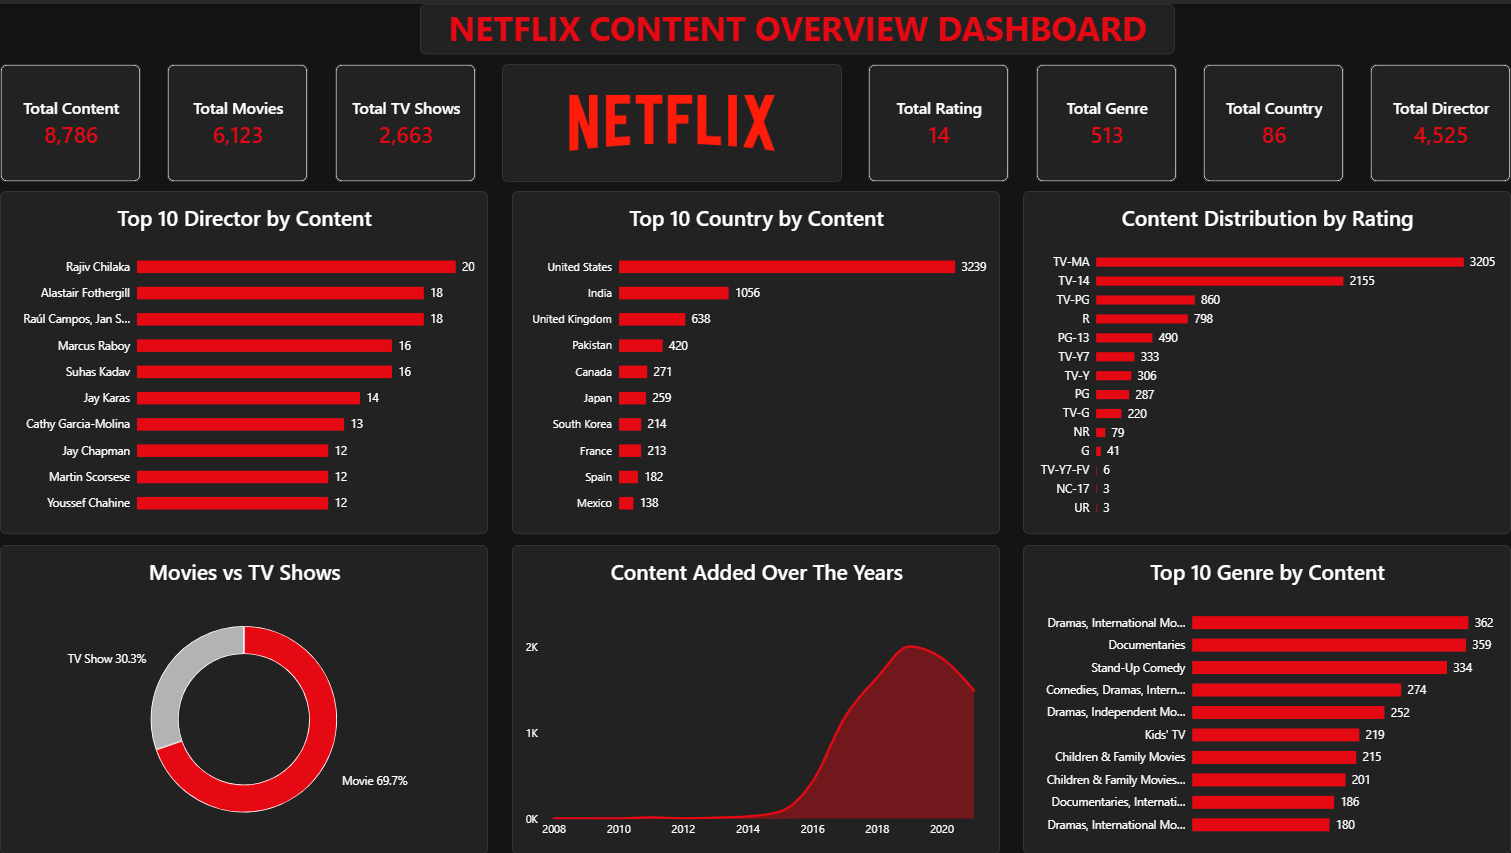 NETFLIX CONTENT OVERVIEW DASHBOARD
Total Content
8,786
Total Movies
6,123
Total TV Shows
2,663
NETFLIX
Total Rating
14
Total Genre
513
Total Country
86
Total Director
4,525
Top 10 Director by Content
Rajiv Chilaka 20
Alastair Fothergill 18
Raúl Campos, Jan S... 18
Marcus Raboy 16
Suhas Kadav 16
Jay Karas 14
Cathy Garcia-Molina 13
Jay Chapman 12
Martin Scorsese 12
Youssef Chahine 12
Top 10 Country by Content
United States 3239
India 1056
United Kingdom 638
Pakistan 420
Canada 271
Japan 259
South Korea 214
France 213
Spain 182
Mexico 138
Content Distribution by Rating
TV-MA 3205
TV-14 2155
TV-PG 860
R 798
PG-13 490
TV-Y7 333
TV-Y 306
PG 287
TV-G 220
NR 79
G 41
TV-Y7-FV 6
NC-17 3
UR 3
Movies vs TV Shows
TV Show 30.3%
Movie 69.7%
Content Added Over The Years
2K
1K
0K
2008 2010 2012 2014 2016 2018 2020
Top 10 Genre by Content
Dramas, International Mo... 362
Documentaries 359
Stand-Up Comedy 334
Comedies, Dramas, Intern... 274
Dramas, Independent Mo... 252
Kids' TV 219
Children & Family Movies 215
Children & Family Movies... 201
Documentaries, Internati... 186
Dramas, International Mo... 180